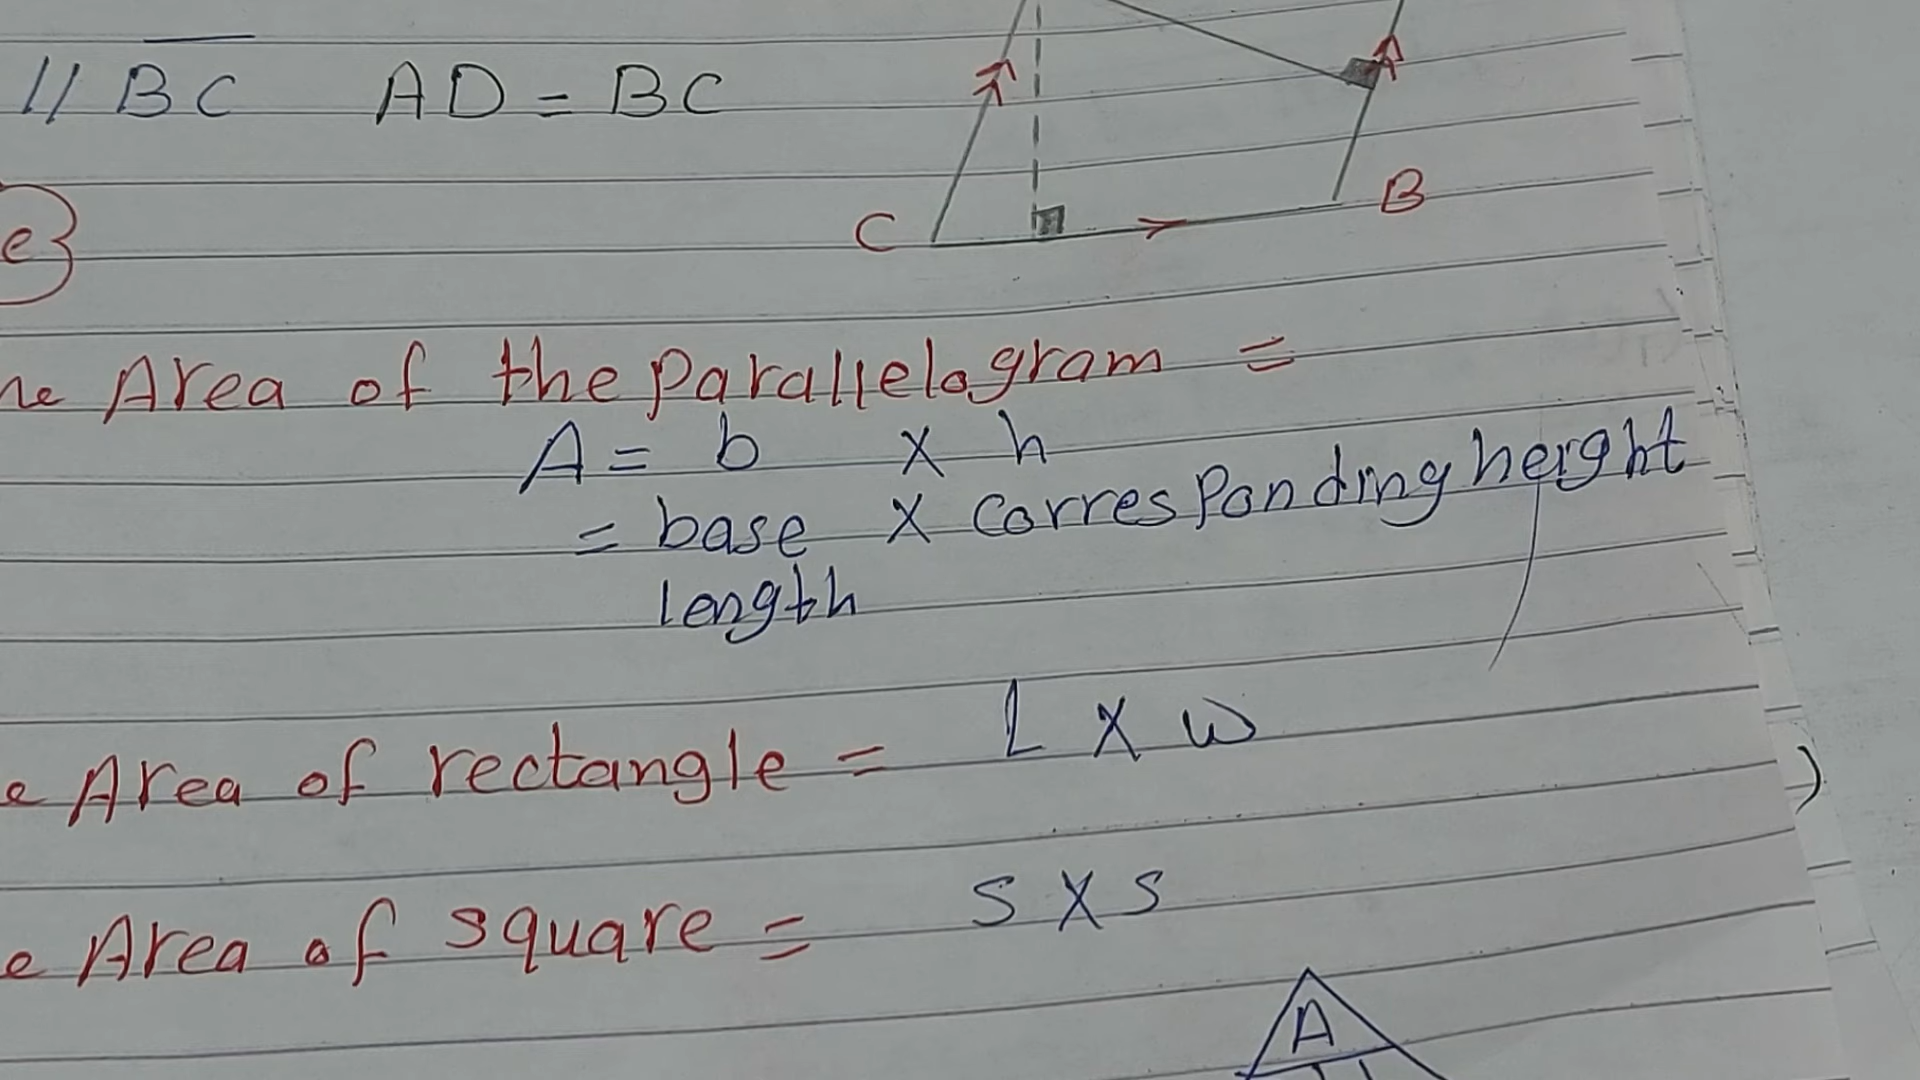 // BC AD = BC
C B
e
Area of the parallelogram =
A = b × h
= base × corresponding height
length
Area of rectangle = L × w
Area of square = s × s
A